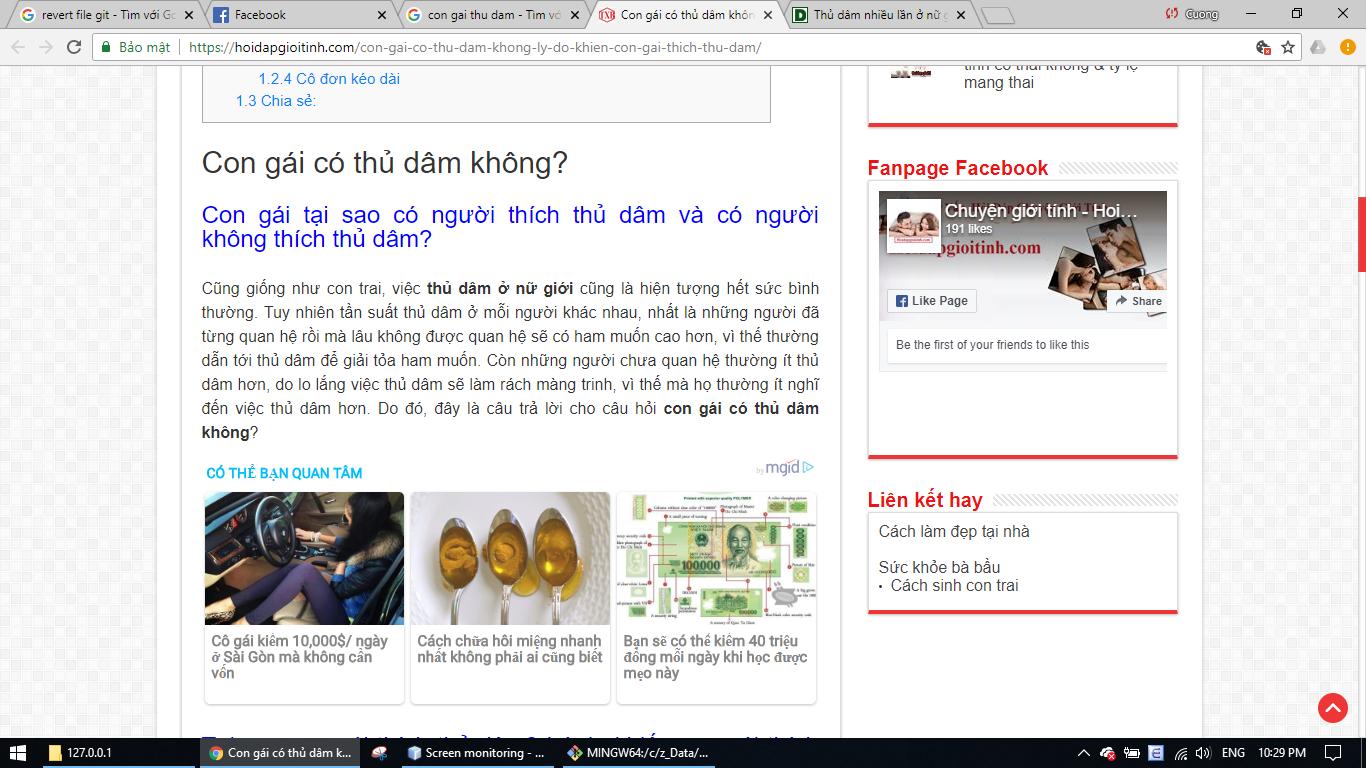 revert file git - Tìm với Go
Facebook
con gai thu dam - Tìm vớ
Con gái có thủ dâm khôn
Thủ dâm nhiều lần ở nữ g
Cuong
Bảo mật
https://hoidapgioitinh.com/con-gai-co-thu-dam-khong-ly-do-khien-con-gai-thich-thu-dam/
1.2.4 Cô đơn kéo dài
1.3 Chia sẻ:
Con gái có thủ dâm không?
Con gái tại sao có người thích thủ dâm và có người
không thích thủ dâm?
Cũng giống như con trai, việc thủ dâm ở nữ giới cũng là hiện tượng hết sức bình
thường. Tuy nhiên tần suất thủ dâm ở mỗi người khác nhau, nhất là những người đã
từng quan hệ rồi mà lâu không được quan hệ sẽ có ham muốn cao hơn, vì thế thường
dẫn tới thủ dâm để giải tỏa ham muốn. Còn những người chưa quan hệ thường ít thủ
dâm hơn, do lo lắng việc thủ dâm sẽ làm rách màng trinh, vì thế mà họ thường ít nghĩ
đến việc thủ dâm hơn. Do đó, đây là câu trả lời cho câu hỏi con gái có thủ dâm
không?
CÓ THỂ BẠN QUAN TÂM
by mgid
Cô gái kiếm 10,000$/ ngày
ở Sài Gòn mà không cần
vốn
Cách chữa hôi miệng nhanh
nhất không phải ai cũng biết
100000
Bạn sẽ có thể kiếm 40 triệu
đồng mỗi ngày khi học được
mẹo này
tinh có thai không & tỷ lệ
mang thai
Fanpage Facebook
Chuyện giới tính - Hoi…
191 likes
pgioitinh.com
Like Page
Share
Be the first of your friends to like this
Liên kết hay
Cách làm đẹp tại nhà
Sức khỏe bà bầu
• Cách sinh con trai
127.0.0.1
Con gái có thủ dâm k...
Screen monitoring - ...
MINGW64:/c/z_Data/...
ENG
10:29 PM